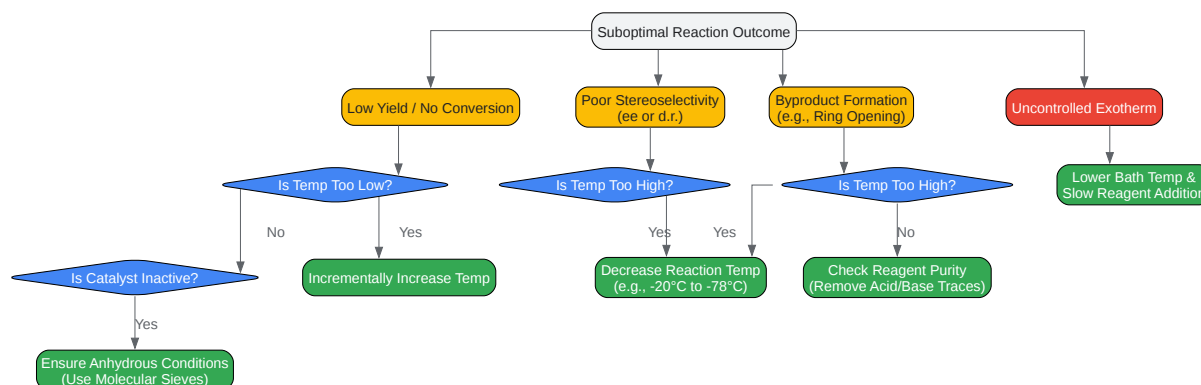 Suboptimal Reaction Outcome
Low Yield / No Conversion
Poor Stereoselectivity
(ee or d.r.)
Byproduct Formation
(e.g., Ring Opening)
Uncontrolled Exotherm
Is Temp Too Low?
Is Temp Too High?
Is Temp Too High?
Lower Bath Temp &
Slow Reagent Addition
No
Yes
Yes
Yes
No
Is Catalyst Inactive?
Incrementally Increase Temp
Decrease Reaction Temp
(e.g., -20°C to -78°C)
Check Reagent Purity
(Remove Acid/Base Traces)
Yes
Ensure Anhydrous Conditions
(Use Molecular Sieves)